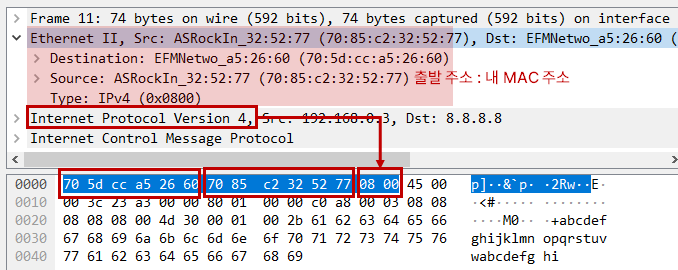 Frame 11: 74 bytes on wire (592 bits), 74 bytes captured (592 bits) on interface
Ethernet II, Src: ASRockIn_32:52:77 (70:85:c2:32:52:77), Dst: EFMNetwo_a5:26:60 (
Destination: EFMNetwo_a5:26:60 (70:5d:cc:a5:26:60)
Source: ASRockIn_32:52:77 (70:85:c2:32:52:77) 출발 주소 : 내 MAC 주소
Type: IPv4 (0x0800)
Internet Protocol Version 4, Src: 192.168.0.3, Dst: 8.8.8.8
Internet Control Message Protocol
0000 70 5d cc a5 26 60 70 85 c2 32 52 77 08 00 45 00 p]··&`p· ·2Rw··E·
0010 00 3c 23 a3 00 00 80 01 00 00 c0 a8 00 03 08 08 ·<#····· ········
0020 08 08 08 00 4d 30 00 01 00 2b 61 62 63 64 65 66 ····M0·· ·+abcdef
0030 67 68 69 6a 6b 6c 6d 6e 6f 70 71 72 73 74 75 76 ghijklmn opqrstuv
0040 77 61 62 63 64 65 66 67 68 69 wabcdefg hi